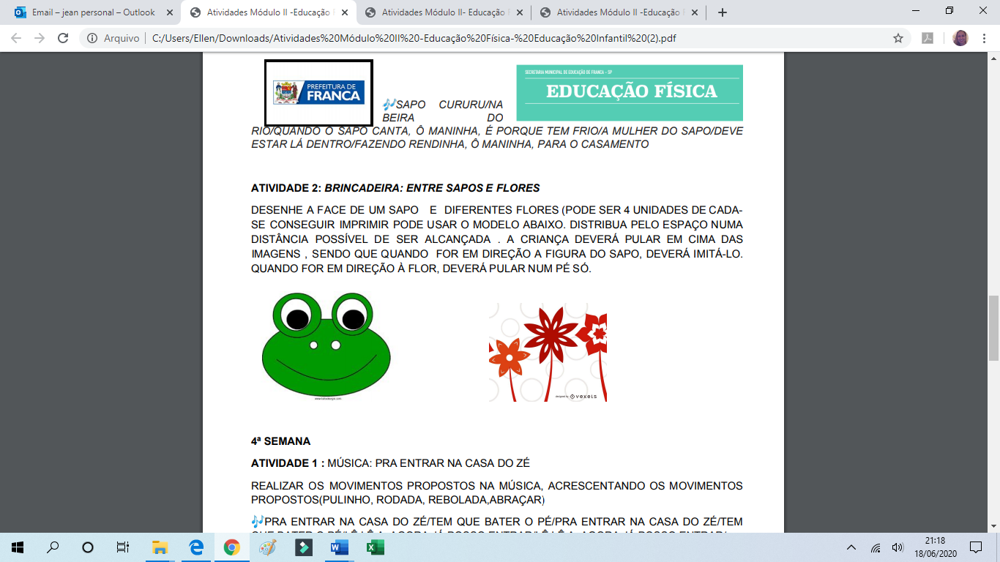 Email – jean personal – Outlook
Atividades Módulo II -Educação F
Atividades Módulo II- Educação F
Atividades Módulo II -Educação F
Arquivo
C:/Users/Ellen/Downloads/Atividades%20Módulo%20II%20-Educação%20Física-%20Educação%20Infantil%20(2).pdf
PREFEITURA DE
FRANCA
SECRETARIA MUNICIPAL DE EDUCAÇÃO DE FRANCA - SP
EDUCAÇÃO FÍSICA
🎶SAPO CURURU/NA
BEIRA DO
RIO/QUANDO O SAPO CANTA, Ô MANINHA, É PORQUE TEM FRIO/A MULHER DO SAPO/DEVE
ESTAR LÁ DENTRO/FAZENDO RENDINHA, Ô MANINHA, PARA O CASAMENTO
ATIVIDADE 2: BRINCADEIRA: ENTRE SAPOS E FLORES
DESENHE A FACE DE UM SAPO E DIFERENTES FLORES (PODE SER 4 UNIDADES DE CADA-
SE CONSEGUIR IMPRIMIR PODE USAR O MODELO ABAIXO. DISTRIBUA PELO ESPAÇO NUMA
DISTÂNCIA POSSÍVEL DE SER ALCANÇADA . A CRIANÇA DEVERÁ PULAR EM CIMA DAS
IMAGENS , SENDO QUE QUANDO FOR EM DIREÇÃO A FIGURA DO SAPO, DEVERÁ IMITÁ-LO.
QUANDO FOR EM DIREÇÃO À FLOR, DEVERÁ PULAR NUM PÉ SÓ.
designed by vexels
4ª SEMANA
ATIVIDADE 1 : MÚSICA: PRA ENTRAR NA CASA DO ZÉ
REALIZAR OS MOVIMENTOS PROPOSTOS NA MÚSICA, ACRESCENTANDO OS MOVIMENTOS
PROPOSTOS(PULINHO, RODADA, REBOLADA,ABRAÇAR)
🎶PRA ENTRAR NA CASA DO ZÉ/TEM QUE BATER O PÉ/PRA ENTRAR NA CASA DO ZÉ/TEM
21:18
18/06/2020